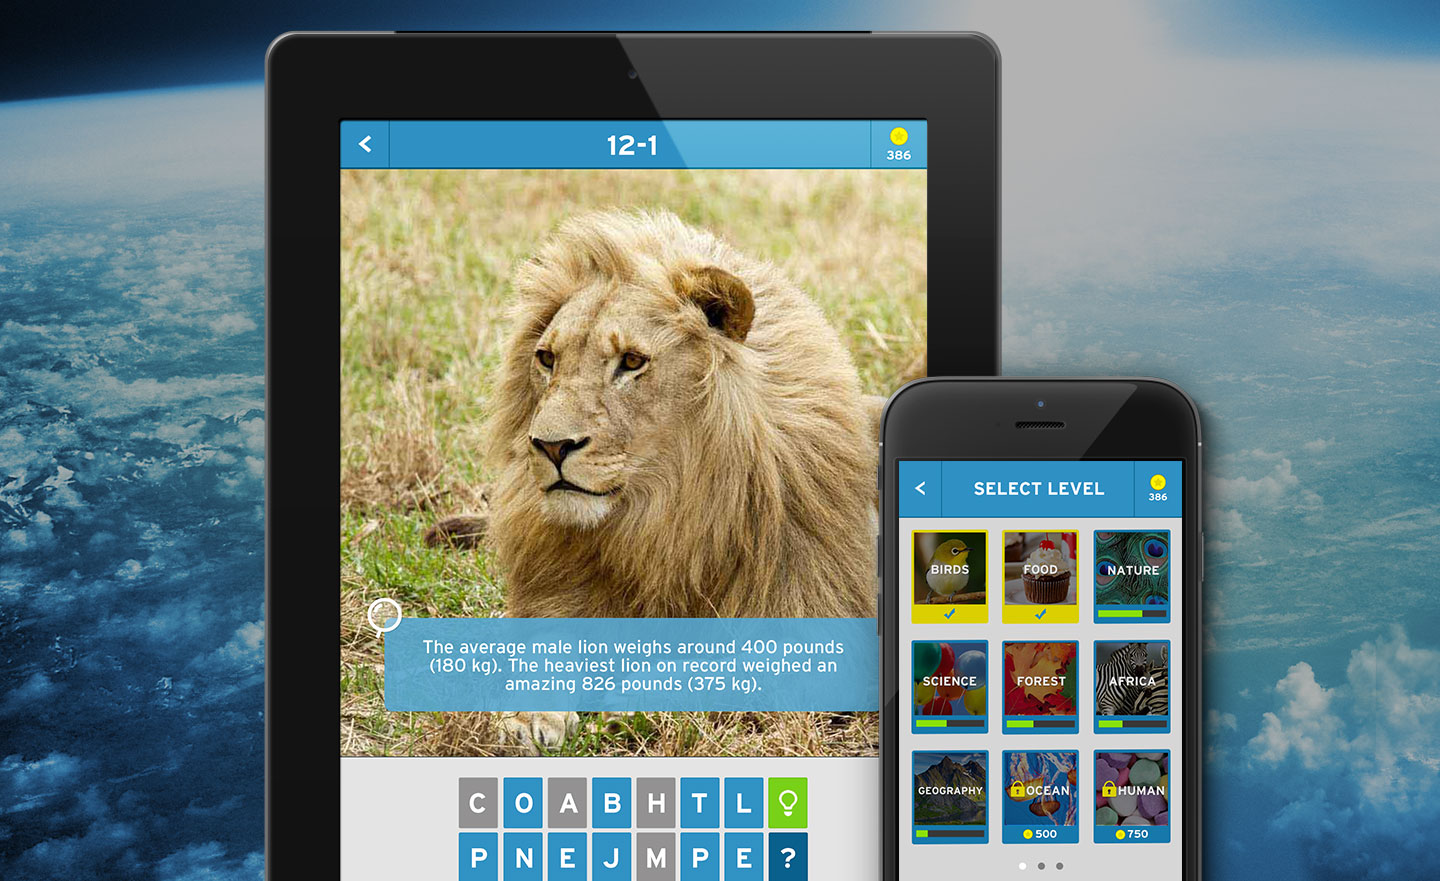 12-1
386
The average male lion weighs around 400 pounds
(180 kg). The heaviest lion on record weighed an
amazing 826 pounds (375 kg).
C O A B H T L
P N E J M P E ?
SELECT LEVEL
386
BIRDS FOOD NATURE
SCIENCE FOREST AFRICA
GEOGRAPHY OCEAN HUMAN
500 750